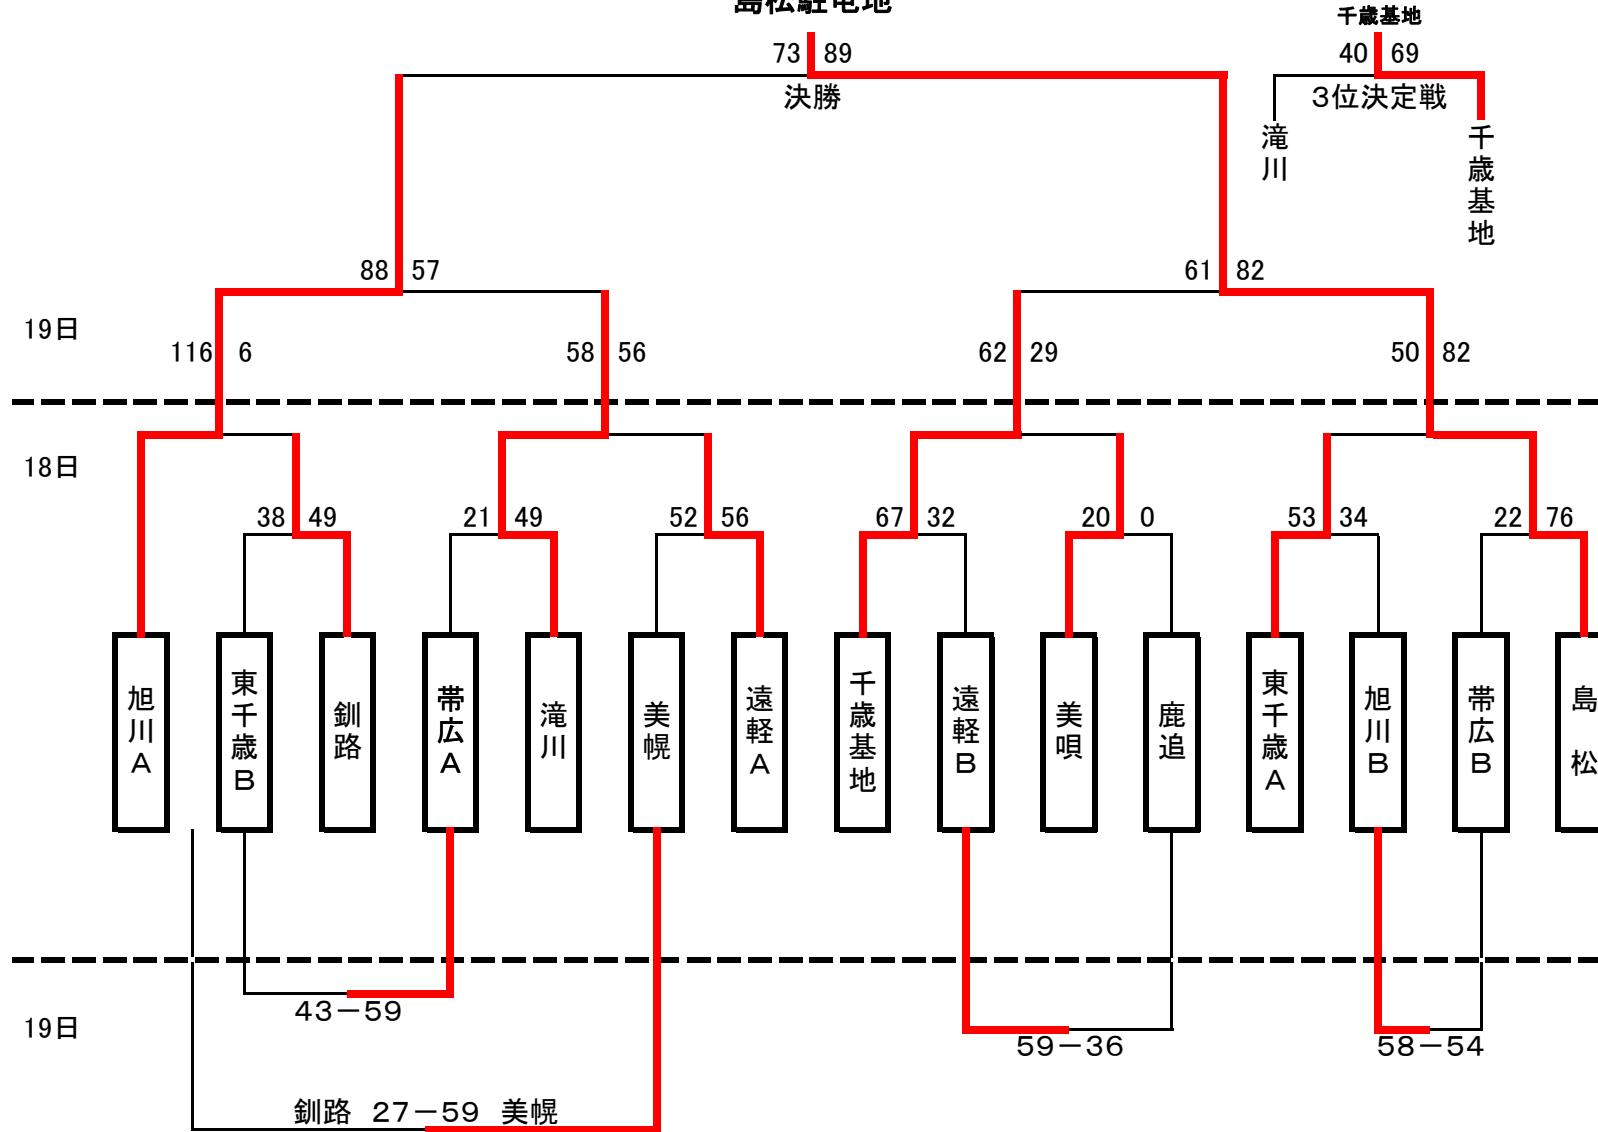 島松駐屯地
千歳基地
73 89
40 69
決勝
3位決定戦
滝川
千歳基地
88 57
61 82
19日
116 6
58 56
62 29
50 82
18日
38 49
21 49
52 56
67 32
20 0
53 34
22 76
旭川A
東千歳B
釧路
帯広A
滝川
美幌
遠軽A
千歳基地
遠軽B
美唄
鹿追
東千歳A
旭川B
帯広B
島 松
43-59
19日
59-36
58-54
釧路 27-59 美幌